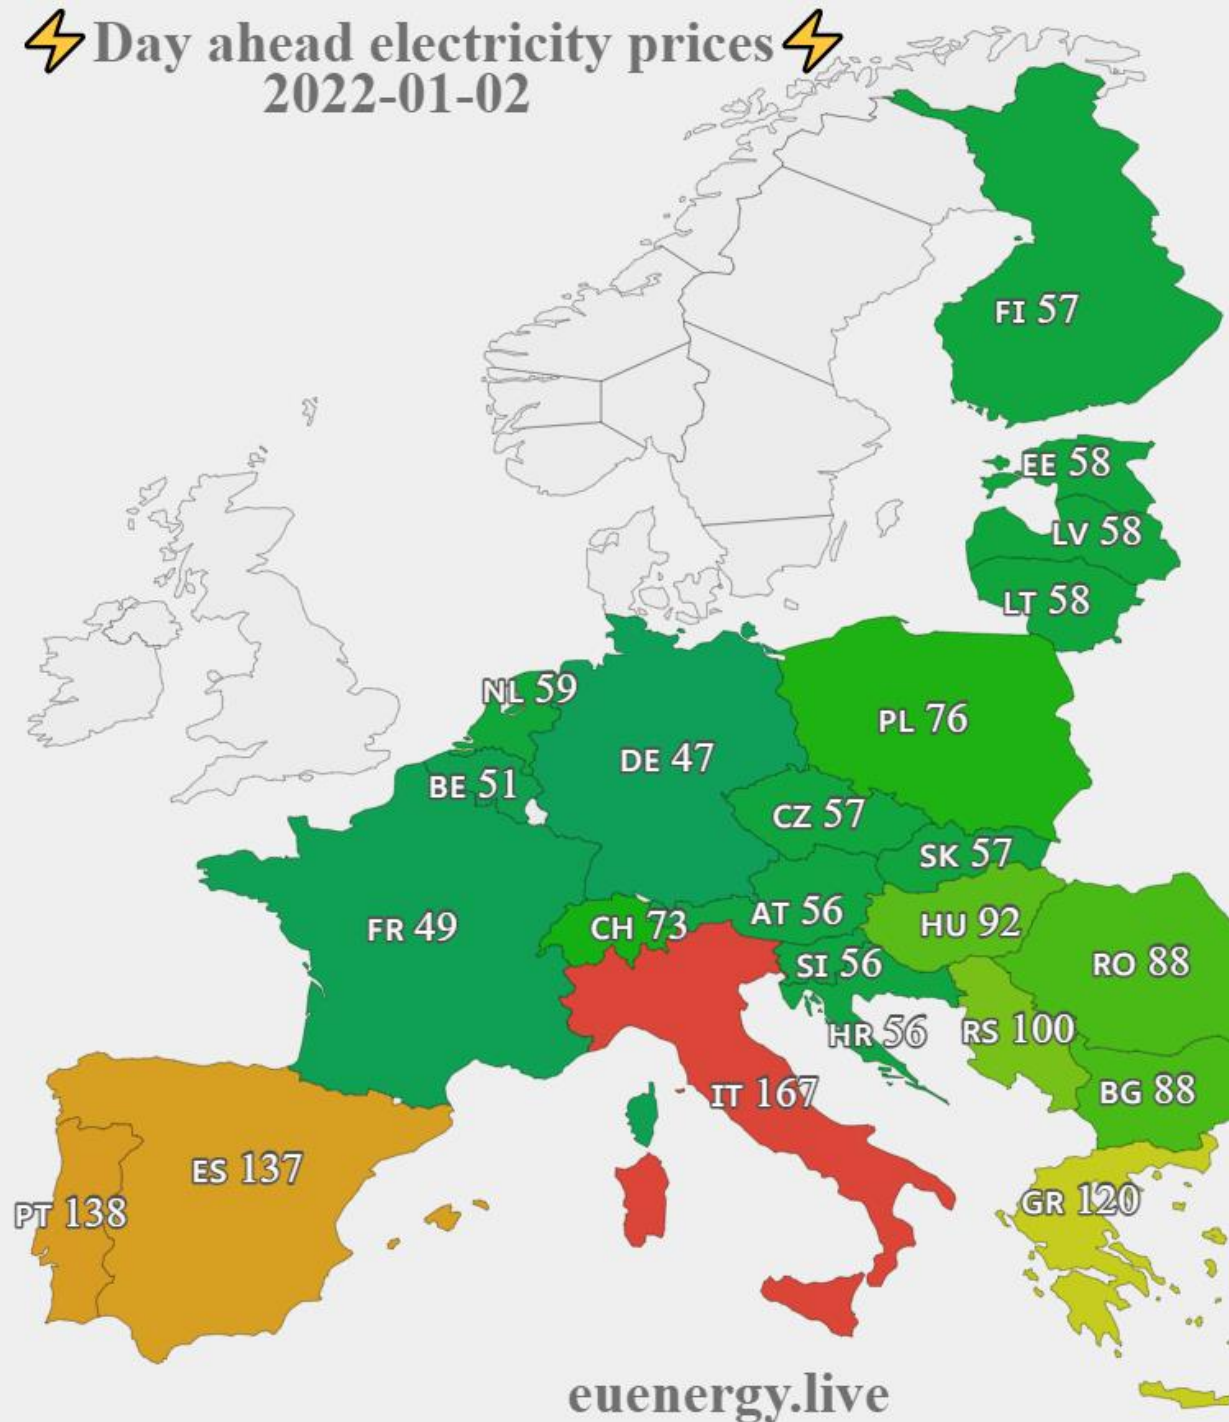 ⚡Day ahead electricity prices⚡
2022-01-02
FI 57
EE 58
LV 58
LT 58
NL 59
PL 76
DE 47
BE 51
CZ 57
SK 57
AT 56
HU 92
FR 49
CH 73
SI 56
RO 88
HR 56
RS 100
IT 167
BG 88
ES 137
PT 138
GR 120
euenergy.live